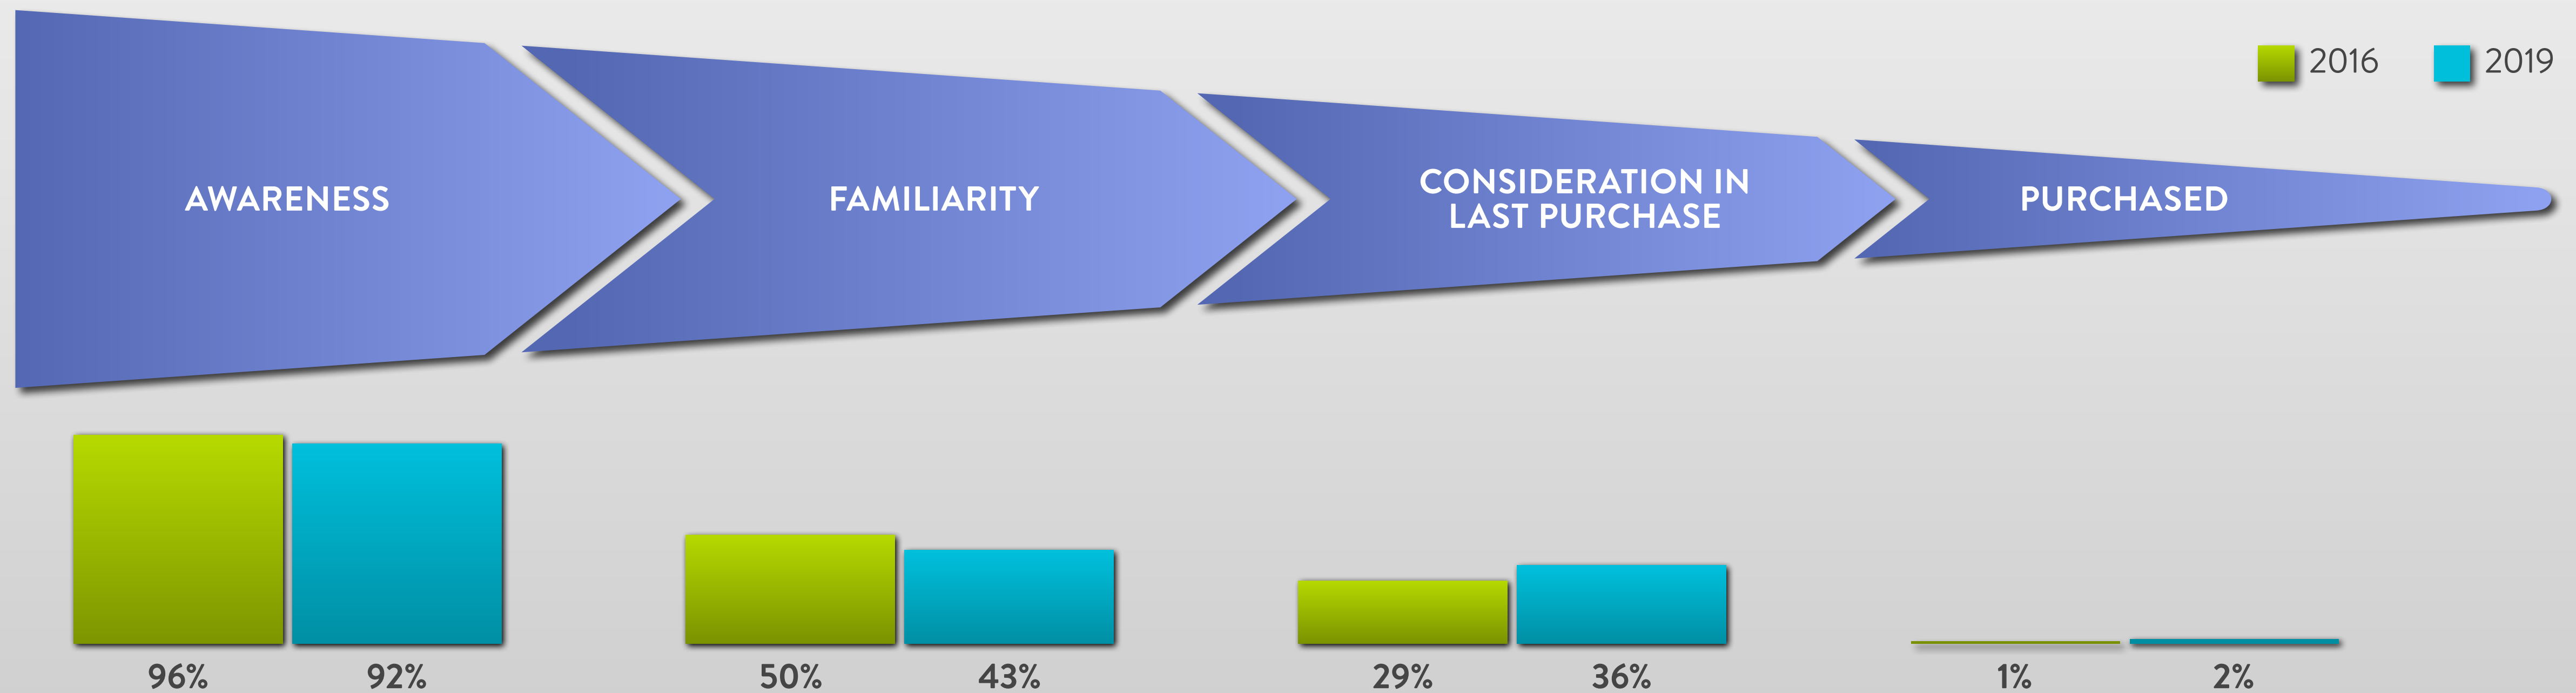 2016 2019
AWARENESS
FAMILIARITY
CONSIDERATION IN
LAST PURCHASE
PURCHASED
96% 92% 50% 43% 29% 36% 1% 2%